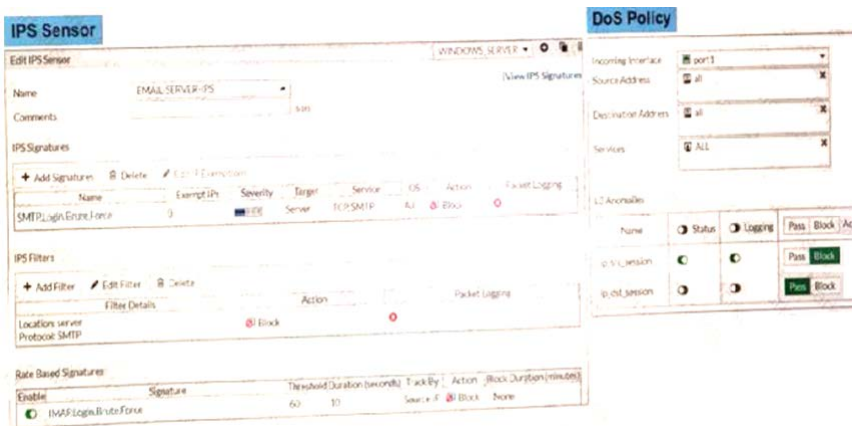 IPS Sensor
Edit IPS Sensor
WINDOWS_SERVER
[View IPS Signatures
Name
EMAIL-SERVER-IPS
Comments
IPS Signatures
+ Add Signatures Delete Edit IP Exemptions
Name Exempt IPs Severity Target Service OS Action Packet Logging
SMTP.Login.Brute.Force 0 Server TCP, SMTP All Block
IPS Filters
+ Add Filter Edit Filter Delete
Filter Details Action Packet Logging
Location: server
Protocol: SMTP
Block
Rate Based Signatures
Enable Signature Threshold Duration (seconds) Track By Action Block Duration (minutes)
IMAP.Login.Brute.Force 60 10 Source IP Block None
DoS Policy
Incoming Interface port1
Source Address all
Destination Address all
Services ALL
L3 Anomalies
Name Status Logging Pass Block
ip_src_session Pass Block
ip_dst_session Pass Block